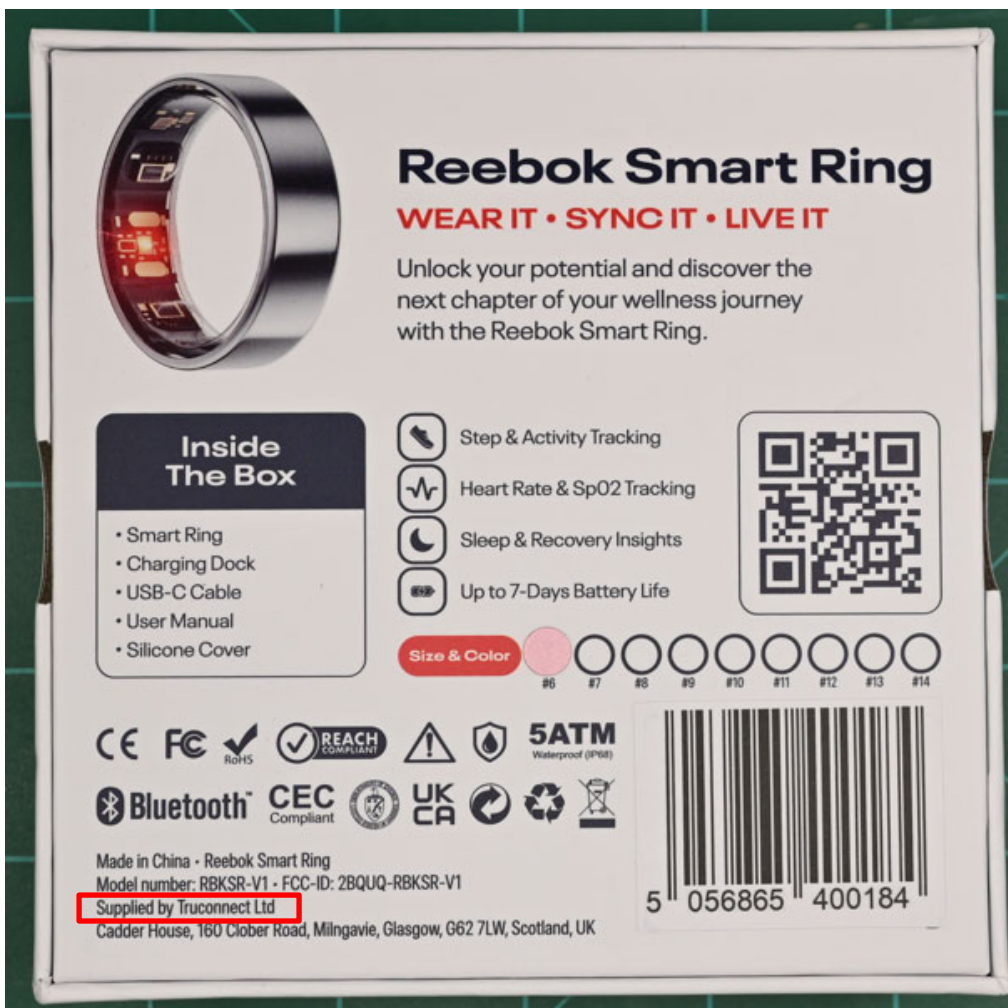 Reebok Smart Ring
WEAR IT • SYNC IT • LIVE IT
Unlock your potential and discover the
next chapter of your wellness journey
with the Reebok Smart Ring.
Inside
The Box
• Smart Ring
• Charging Dock
• USB-C Cable
• User Manual
• Silicone Cover
Step & Activity Tracking
Heart Rate & SpO2 Tracking
Sleep & Recovery Insights
Up to 7-Days Battery Life
Size & Color
#6 #7 #8 #9 #10 #11 #12 #13 #14
CE FC RoHS REACH COMPLIANT 5ATM
Waterproof (IP68)
Bluetooth™ CEC Compliant UK CA
Made in China • Reebok Smart Ring
Model number: RBKSR-V1 • FCC-ID: 2BQUQ-RBKSR-V1
Supplied by Truconnect Ltd
Cadder House, 160 Clober Road, Milngavie, Glasgow, G62 7LW, Scotland, UK
5 056865 400184